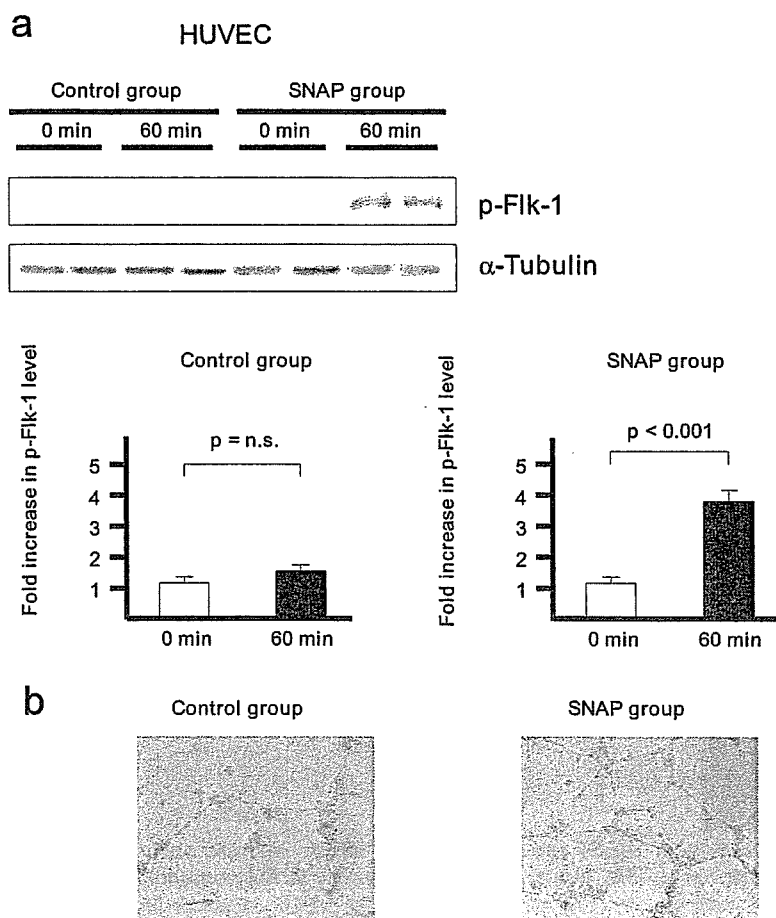 a
HUVEC
Control group SNAP group
0 min 60 min 0 min 60 min
p-Flk-1
α-Tubulin
Control group
Fold increase in p-Flk-1 level
p = n.s.
5
4
3
2
1
0 min 60 min
SNAP group
Fold increase in p-Flk-1 level
p < 0.001
5
4
3
2
1
0 min 60 min
b
Control group SNAP group